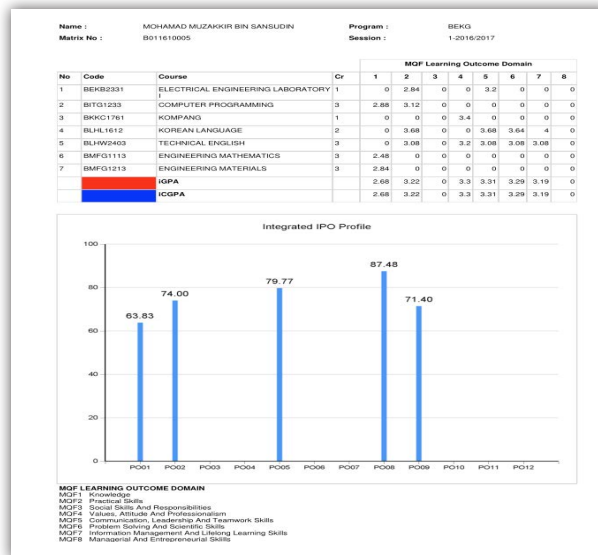 Name : MOHAMAD MUZAKKIR BIN SANSUDIN Program : BEKG
Matrix No : B011610005 Session : 1-2016/2017
MQF Learning Outcome Domain
No Code Course Cr 1 2 3 4 5 6 7 8
1 BEKB2331 ELECTRICAL ENGINEERING LABORATORY 1 0 2.84 0 0 3.2 0 0 0
I
2 BITG1233 COMPUTER PROGRAMMING 3 2.88 3.12 0 0 0 0 0 0
3 BKKC1761 KOMPANG 1 0 0 0 3.4 0 0 0 0
4 BLHL1612 KOREAN LANGUAGE 2 0 3.68 0 0 3.68 3.64 4 0
5 BLHW2403 TECHNICAL ENGLISH 3 0 3.08 0 3.2 3.08 3.08 3.08 0
6 BMFG1113 ENGINEERING MATHEMATICS 3 2.48 0 0 0 0 0 0 0
7 BMFG1213 ENGINEERING MATERIALS 3 2.84 0 0 0 0 0 0 0
iGPA 2.68 3.22 0 3.3 3.31 3.29 3.19 0
iCGPA 2.68 3.22 0 3.3 3.31 3.29 3.19 0
Integrated IPO Profile
100
87.48
80
79.77
74.00
71.40
63.83
60
40
20
0
PO01 PO02 PO03 PO04 PO05 PO06 PO07 PO08 PO09 PO10 PO11 PO12
MQF LEARNING OUTCOME DOMAIN
MQF1 Knowledge
MQF2 Practical Skills
MQF3 Social Skills And Responsibilities
MQF4 Values, Attitude And Professionalism
MQF5 Communication, Leadership And Teamwork Skills
MQF6 Problem Solving And Scientific Skills
MQF7 Information Management And Lifelong Learning Skills
MQF8 Managerial And Entrepreneurial Skills